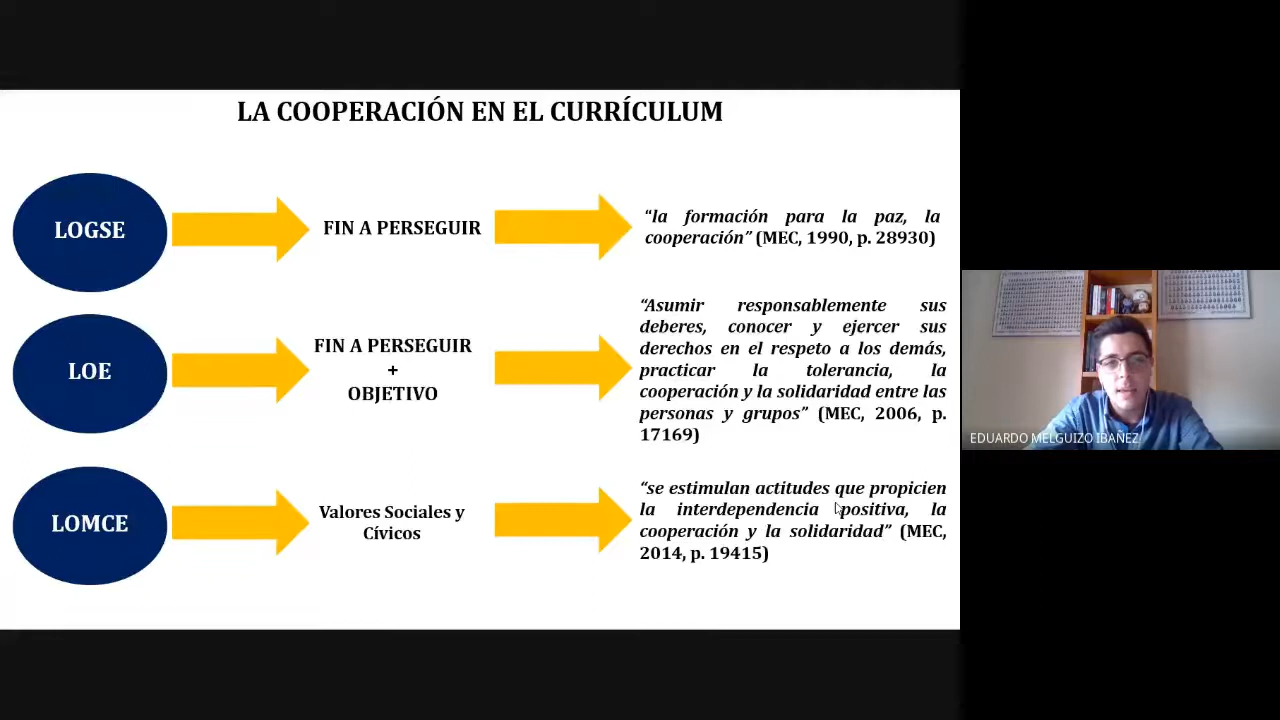 LA COOPERACIÓN EN EL CURRÍCULUM
LOGSE
FIN A PERSEGUIR
“la formación para la paz, la
cooperación” (MEC, 1990, p. 28930)
LOE
FIN A PERSEGUIR
+
OBJETIVO
“Asumir responsablemente sus
deberes, conocer y ejercer sus
derechos en el respeto a los demás,
practicar la tolerancia, la
cooperación y la solidaridad entre las
personas y grupos” (MEC, 2006, p.
17169)
LOMCE
Valores Sociales y
Cívicos
“se estimulan actitudes que propicien
la interdependencia positiva, la
cooperación y la solidaridad” (MEC,
2014, p. 19415)
EDUARDO MELGUIZO IBAÑEZ